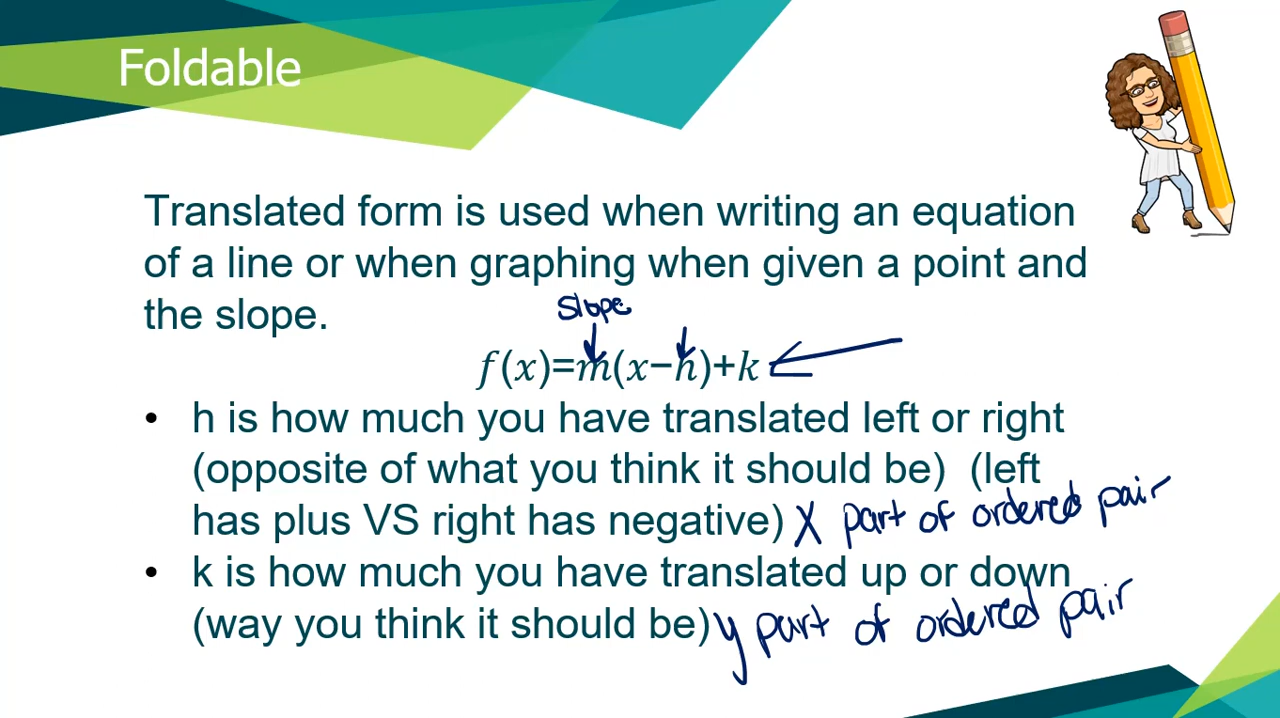 Foldable
Translated form is used when writing an equation
of a line or when graphing when given a point and
the slope.
slope
f(x)=m(x−h)+k
• h is how much you have translated left or right
(opposite of what you think it should be) (left
has plus VS right has negative) X part of ordered pair
• k is how much you have translated up or down
(way you think it should be) y part of ordered pair